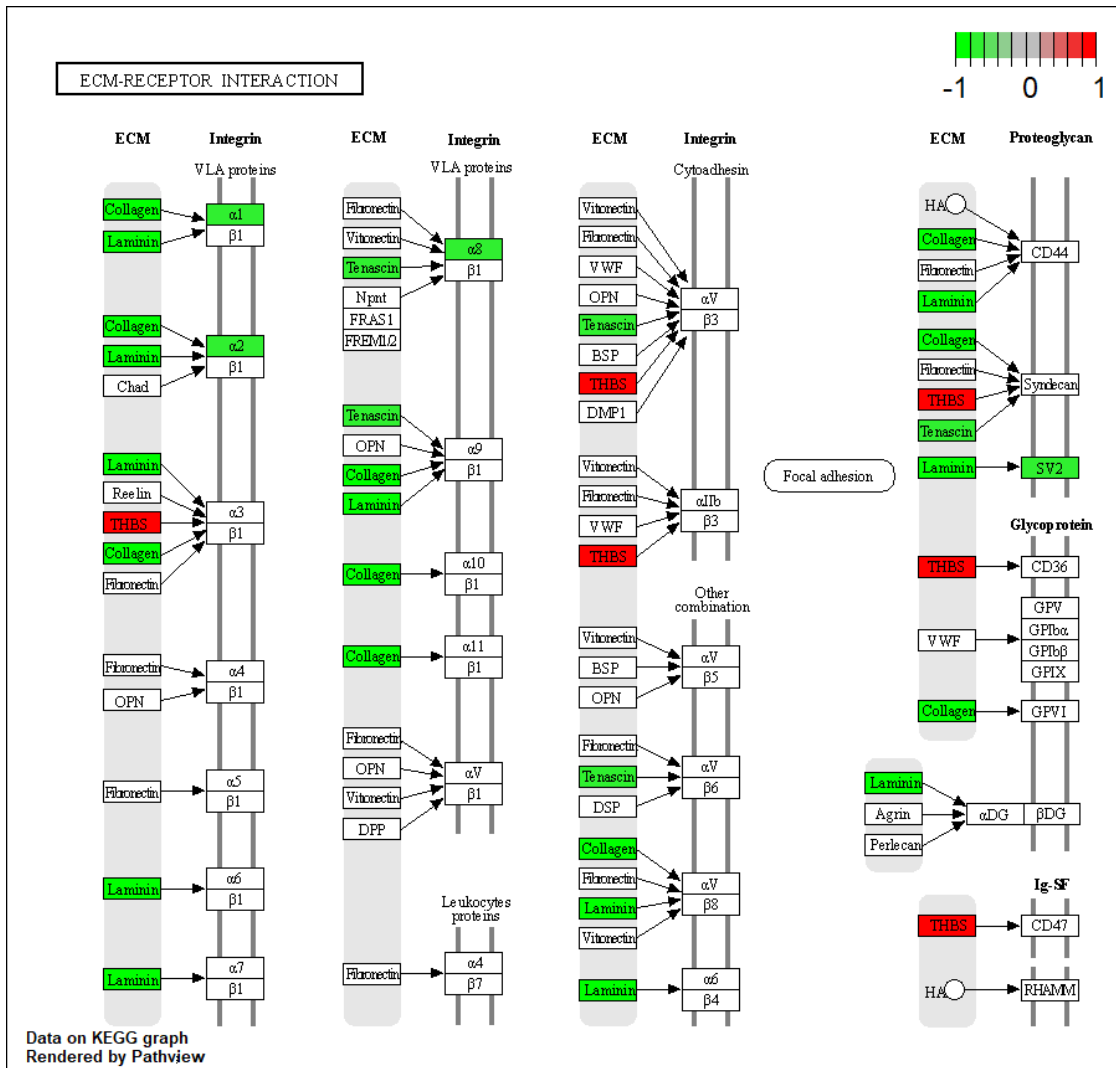 ECM-RECEPTOR INTERACTION
-1 0 1
ECM Integrin
VLA proteins
Collagen
Laminin
α1
β1
Collagen
Laminin
Chad
α2
β1
Laminin
Reelin
THBS
Collagen
Fibronectin
α3
β1
Fibronectin
OPN
α4
β1
Fibronectin
α5
β1
Laminin
α6
β1
Laminin
α7
β1
ECM Integrin
VLA proteins
Fibronectin
Vitronectin
Tenascin
Npnt
FRAS1
FREM1/2
α8
β1
Tenascin
OPN
Collagen
Laminin
α9
β1
Collagen
α10
β1
Collagen
α11
β1
Fibronectin
OPN
Vitronectin
DPP
αV
β1
Leukocytes
proteins
Fibronectin
α4
β7
ECM Integrin
Cytoadhesin
Vitronectin
Fibronectin
VWF
OPN
Tenascin
BSP
THBS
DMP1
αV
β3
Vitronectin
Fibronectin
VWF
THBS
αIIb
β3
Other
combination
Vitronectin
BSP
OPN
αV
β5
Fibronectin
Tenascin
DSP
αV
β6
Collagen
Fibronectin
Laminin
Vitronectin
αV
β8
Laminin
α6
β4
Focal adhesion
ECM Proteoglycan
HA
Collagen
Fibronectin
Laminin
CD44
Collagen
Fibronectin
THBS
Tenascin
Syndecan
Laminin
SV2
Glycoprotein
THBS
CD36
VWF
GPV
GPIbα
GPIbβ
GPIX
Collagen
GPVI
Laminin
Agrin
Perlecan
αDG
βDG
Ig-SF
THBS
CD47
HA
RHAMM
Data on KEGG graph
Rendered by Pathview